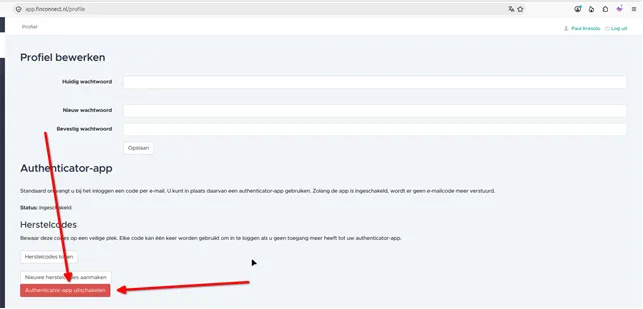 app.finconnect.nl/profile
Profiel
Paul Kresolo
Log uit
Profiel bewerken
Huidig wachtwoord
Nieuw wachtwoord
Bevestig wachtwoord
Opslaan
Authenticator-app
Standaard ontvangt u bij het inloggen een code per e-mail. U kunt in plaats daarvan een authenticator-app gebruiken. Zolang de app is ingeschakeld, wordt er geen e-mailcode meer verstuurd.
Status: Ingeschakeld
Herstelcodes
Bewaar deze codes op een veilige plek. Elke code kan één keer worden gebruikt om in te loggen als u geen toegang meer heeft tot uw authenticator-app.
Herstelcodes tonen
Nieuwe herstelcodes aanmaken
Authenticator-app uitschakelen